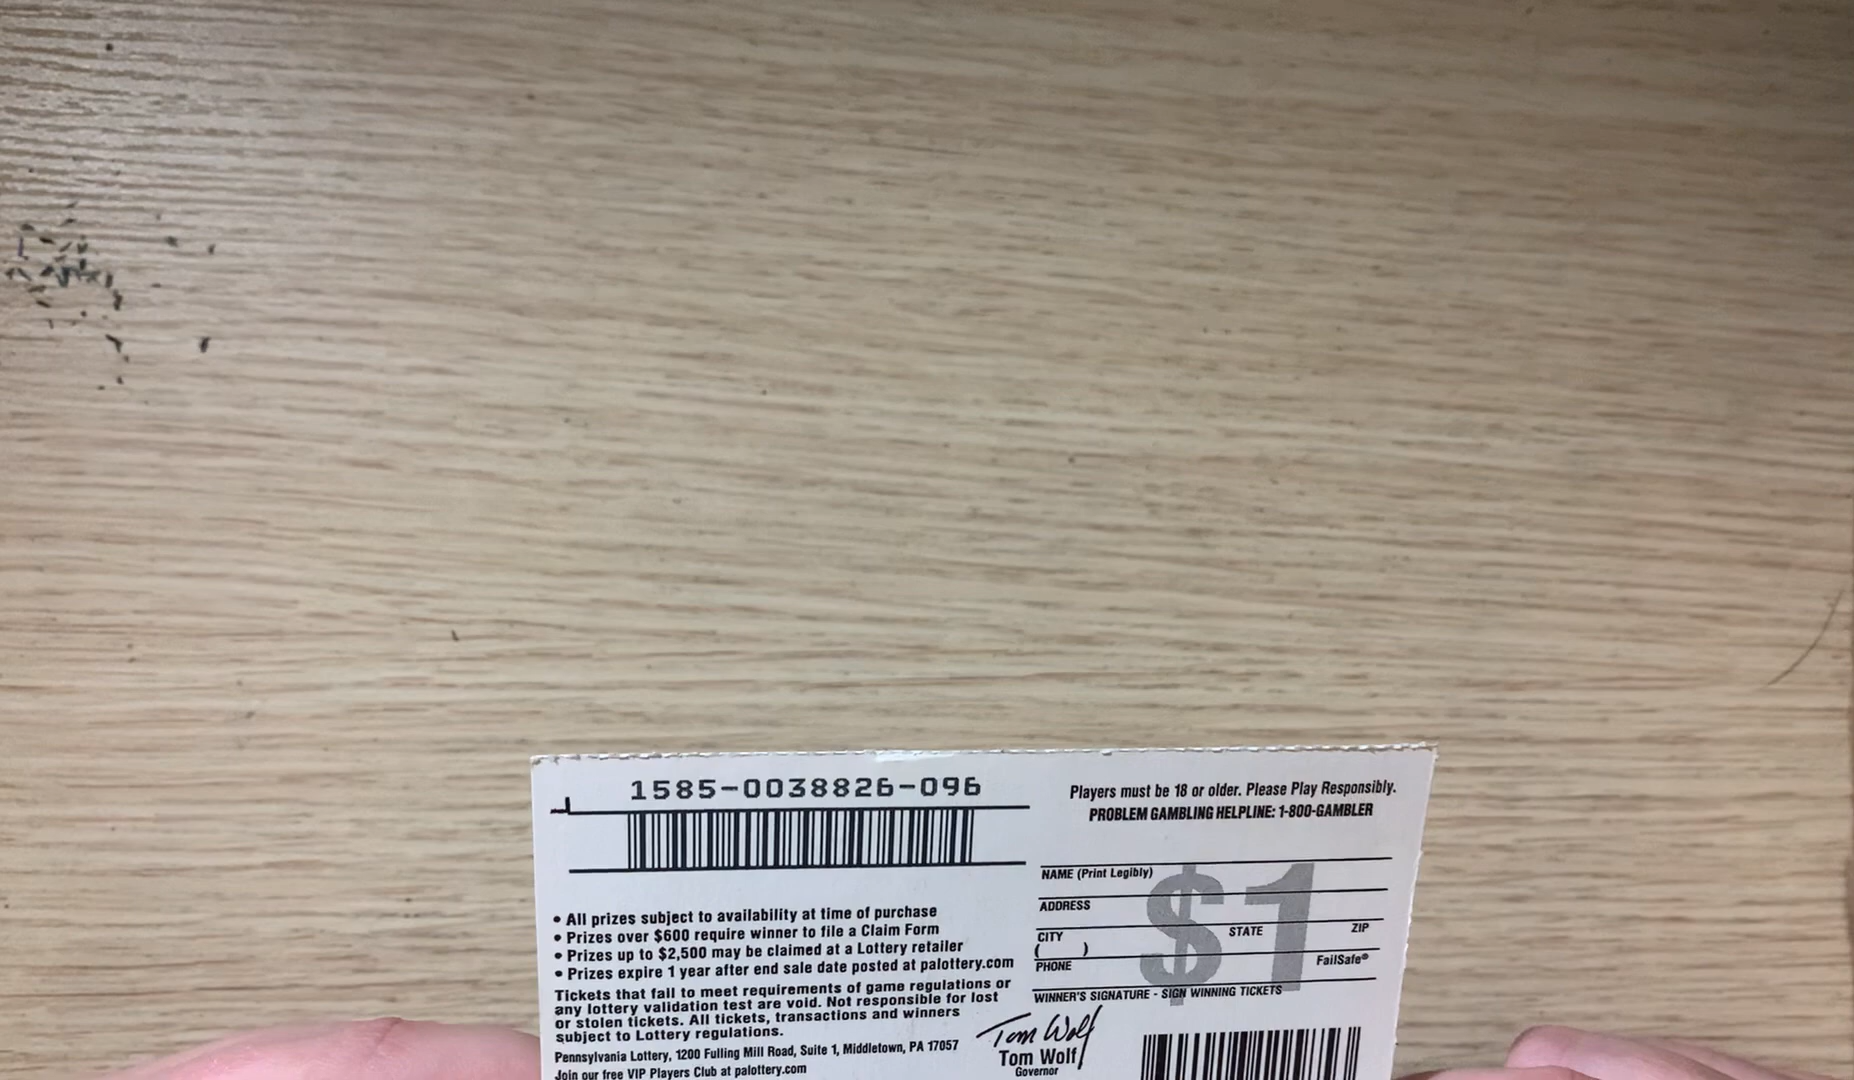 1585-0038826-096
Players must be 18 or older. Please Play Responsibly.
PROBLEM GAMBLING HELPLINE: 1-800-GAMBLER
• All prizes subject to availability at time of purchase
• Prizes over $600 require winner to file a Claim Form
• Prizes up to $2,500 may be claimed at a Lottery retailer
• Prizes expire 1 year after end sale date posted at palottery.com
Tickets that fail to meet requirements of game regulations or
any lottery validation test are void. Not responsible for lost
or stolen tickets. All tickets, transactions and winners
subject to Lottery regulations.
Pennsylvania Lottery, 1200 Fulling Mill Road, Suite 1, Middletown, PA 17057
Join our free VIP Players Club at palottery.com
$1
NAME (Print Legibly)
ADDRESS
CITY STATE ZIP
( )
PHONE FailSafe®
WINNER'S SIGNATURE - SIGN WINNING TICKETS
Tom Wolf
Tom Wolf
Governor